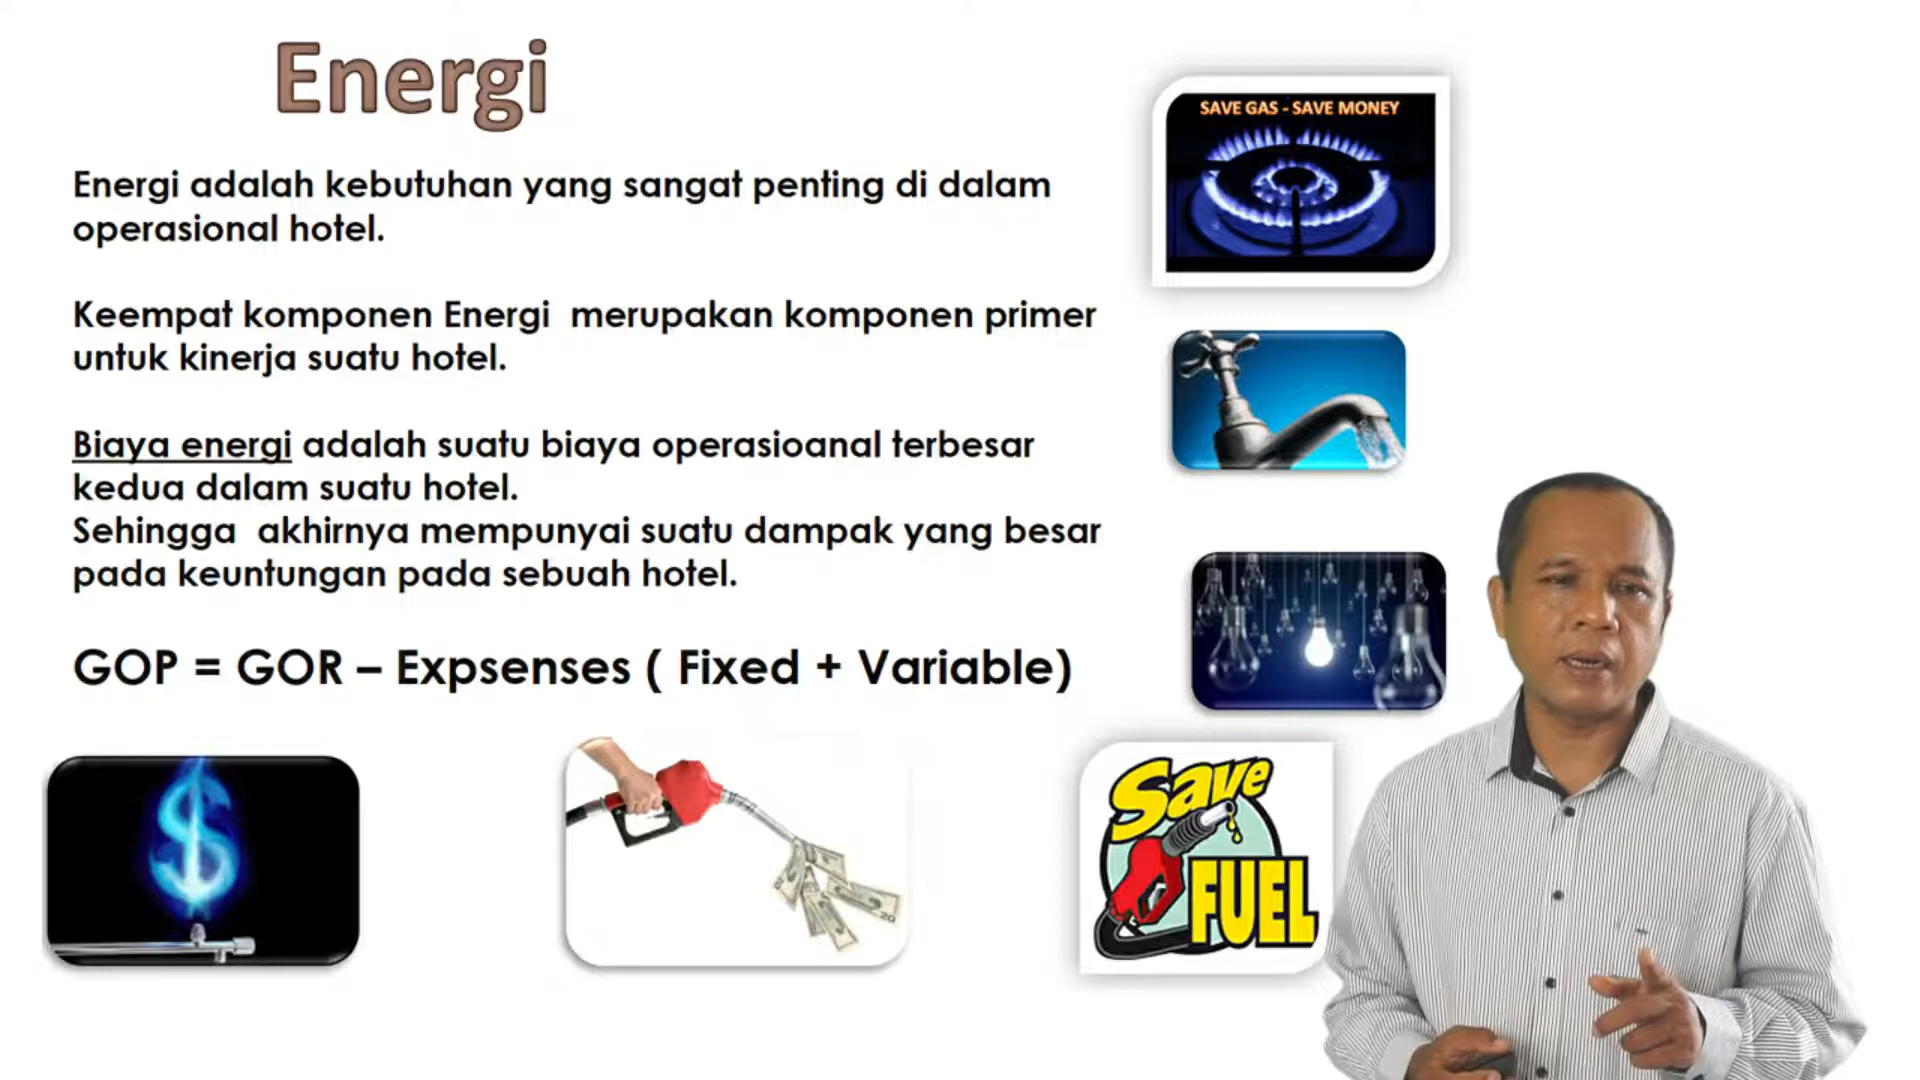 Energi
SAVE GAS - SAVE MONEY
Energi adalah kebutuhan yang sangat penting di dalam
operasional hotel.
Keempat komponen Energi merupakan komponen primer
untuk kinerja suatu hotel.
Biaya energi adalah suatu biaya operasioanal terbesar
kedua dalam suatu hotel.
Sehingga akhirnya mempunyai suatu dampak yang besar
pada keuntungan pada sebuah hotel.
GOP = GOR – Expsenses ( Fixed + Variable)
$
20
Save
FUEL